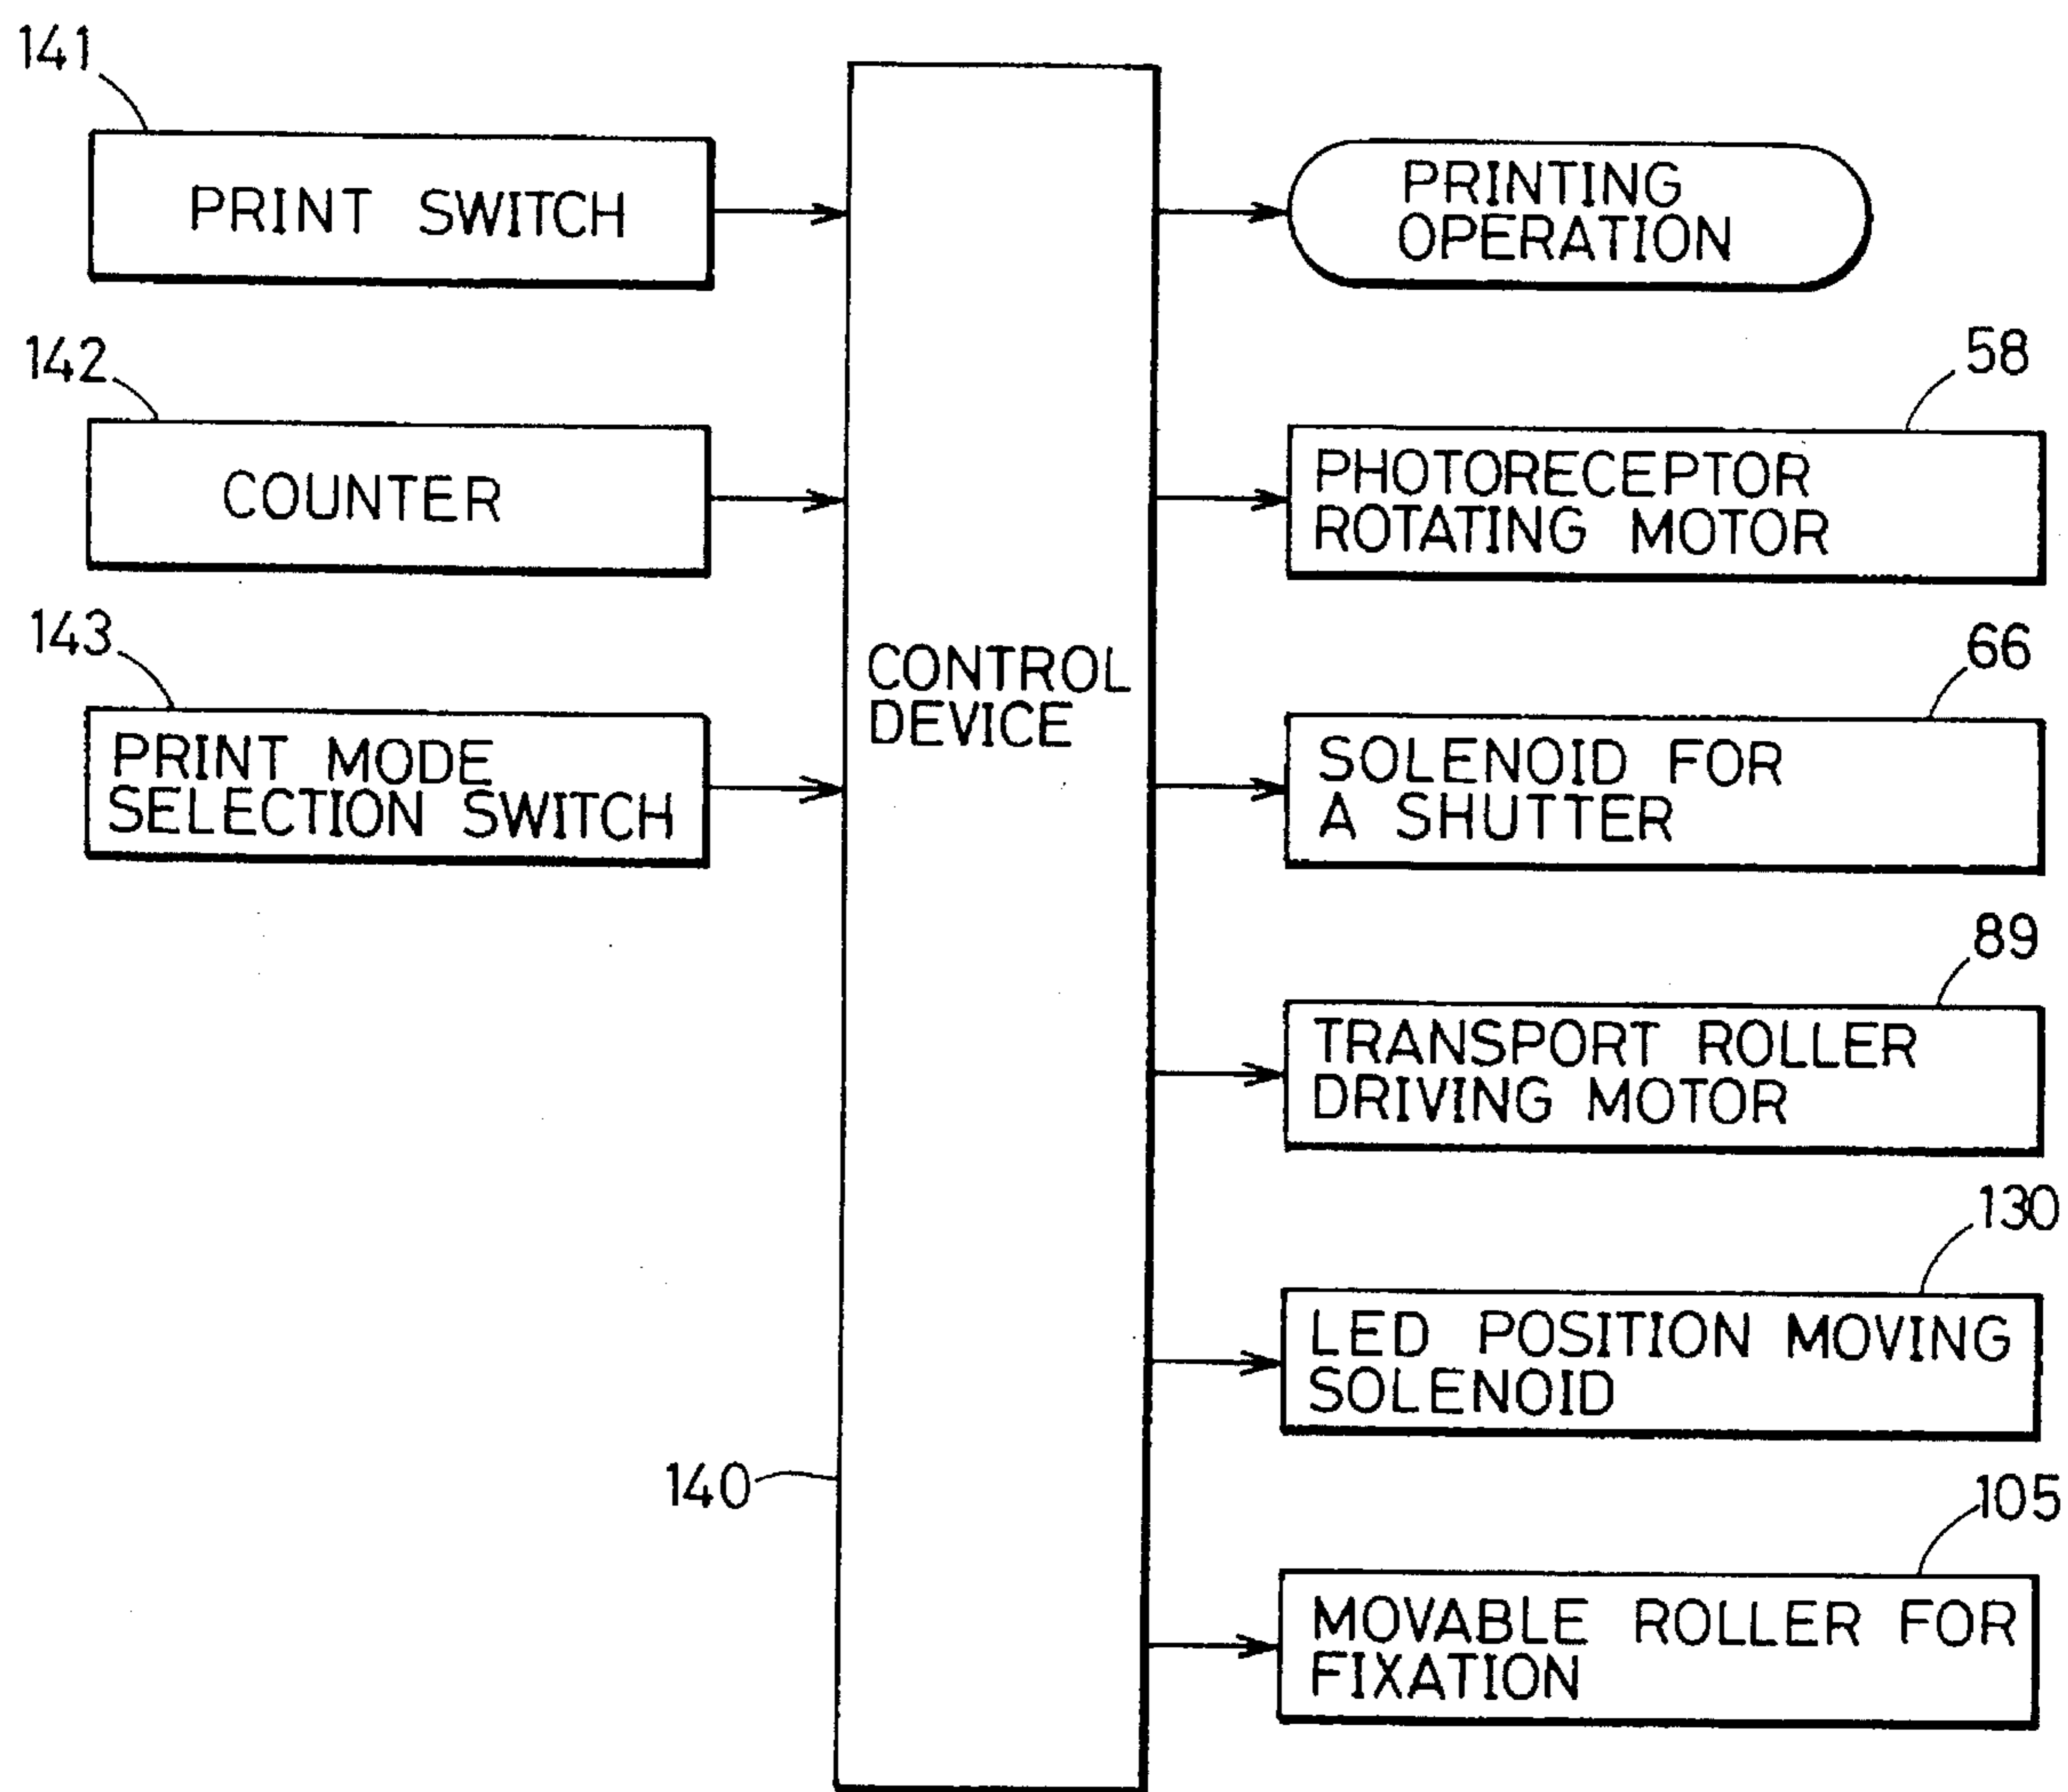 141
PRINT SWITCH
142
COUNTER
143
PRINT MODE
SELECTION SWITCH
CONTROL
DEVICE
140
PRINTING
OPERATION
58
PHOTORECEPTOR
ROTATING MOTOR
66
SOLENOID FOR
A SHUTTER
89
TRANSPORT ROLLER
DRIVING MOTOR
130
LED POSITION MOVING
SOLENOID
105
MOVABLE ROLLER FOR
FIXATION